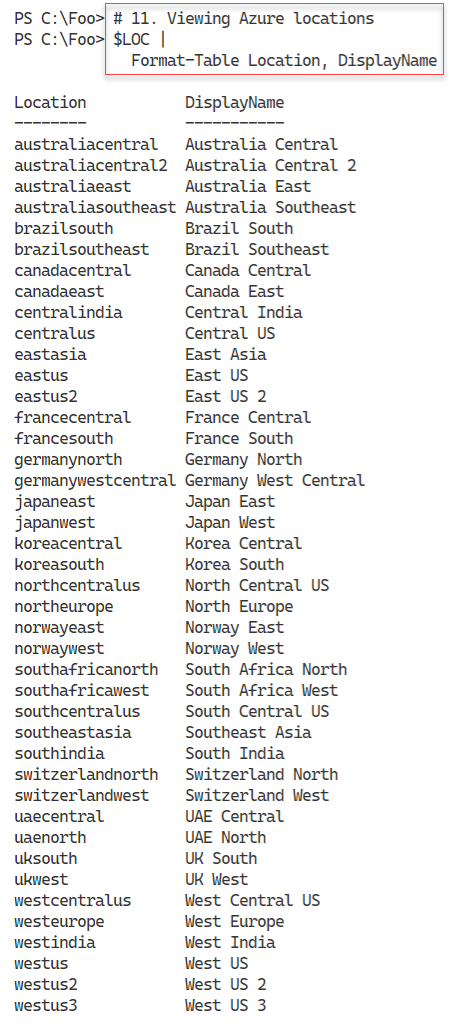 PS C:\Foo> # 11. Viewing Azure locations
PS C:\Foo> $LOC |
Format-Table Location, DisplayName
Location DisplayName
-------- -----------
australiacentral Australia Central
australiacentral2 Australia Central 2
australiaeast Australia East
australiasoutheast Australia Southeast
brazilsouth Brazil South
brazilsoutheast Brazil Southeast
canadacentral Canada Central
canadaeast Canada East
centralindia Central India
centralus Central US
eastasia East Asia
eastus East US
eastus2 East US 2
francecentral France Central
francesouth France South
germanynorth Germany North
germanywestcentral Germany West Central
japaneast Japan East
japanwest Japan West
koreacentral Korea Central
koreasouth Korea South
northcentralus North Central US
northeurope North Europe
norwayeast Norway East
norwaywest Norway West
southafricanorth South Africa North
southafricawest South Africa West
southcentralus South Central US
southeastasia Southeast Asia
southindia South India
switzerlandnorth Switzerland North
switzerlandwest Switzerland West
uaecentral UAE Central
uaenorth UAE North
uksouth UK South
ukwest UK West
westcentralus West Central US
westeurope West Europe
westindia West India
westus West US
westus2 West US 2
westus3 West US 3